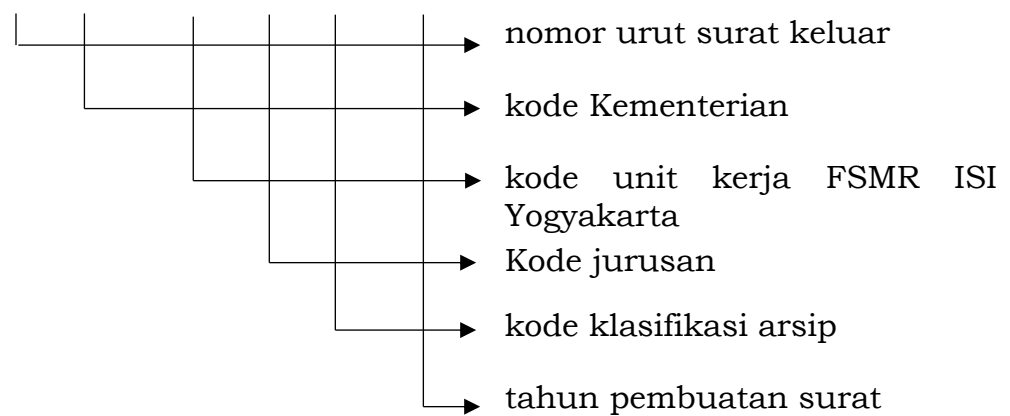 nomor urut surat keluar
kode Kementerian
kode unit kerja FSMR ISI
Yogyakarta
Kode jurusan
kode klasifikasi arsip
tahun pembuatan surat